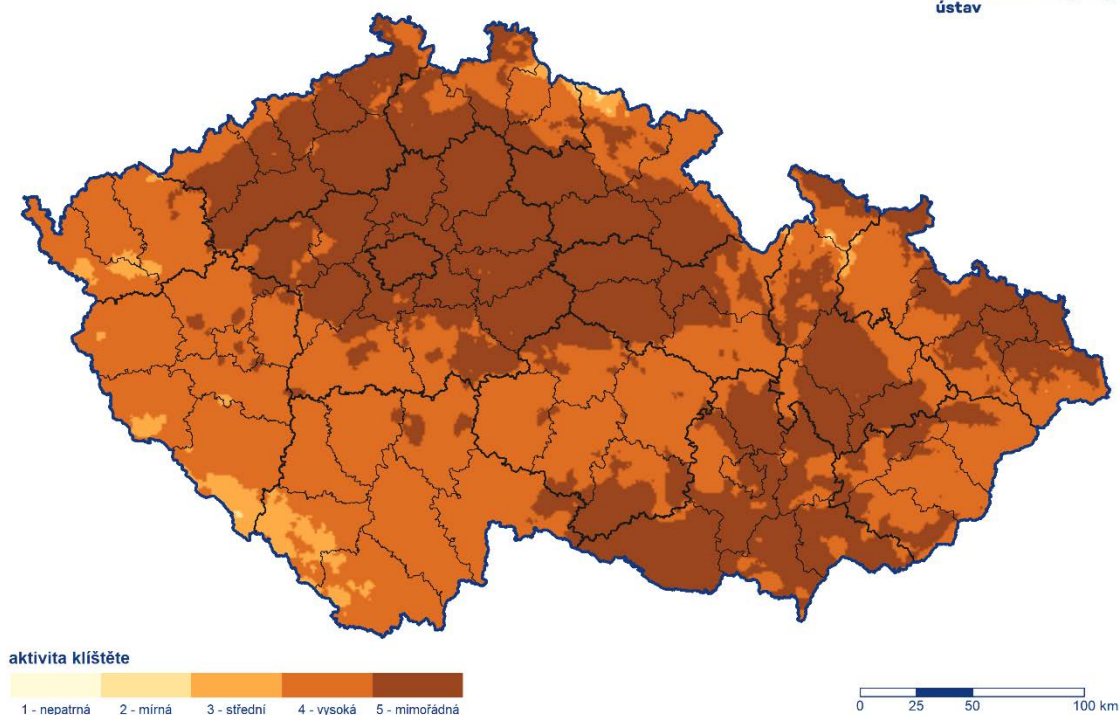 ústav
aktivita klíštěte
1 - nepatrná 2 - mírná 3 - střední 4 - vysoká 5 - mimořádná
0 25 50 100 km